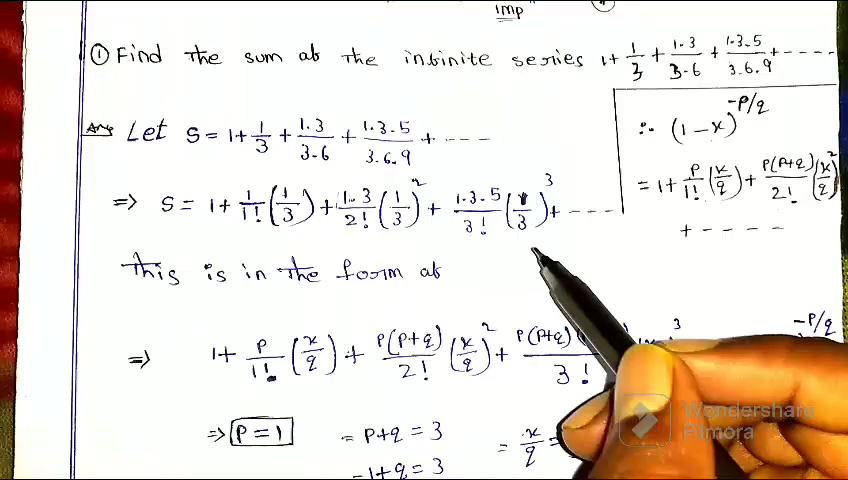 IMP"
① Find the sum of the infinite series 1+ 1/3 + 1.3/3.6 + 1.3.5/3.6.9 + ----
Ans Let S = 1 + 1/3 + 1.3/3-6 + 1.3.5/3.6.9 + ---
∴ (1-x)^-P/q
= 1 + P/1! (x/q) + P(P+q)/2! (x/q)^2
+ ----
=> S = 1 + 1/1! (1/3) + 1.3/2! (1/3)^2 + 1.3.5/3! (1/3)^3 + ----
This is in the form of
=> 1 + P/1! (x/q) + P(P+q)/2! (x/q)^2 + P(P+q)( /3! 3 -P/q
=> P = 1 = P+q = 3 = x/q =
-1+q = 3
Wondershare
Filmora